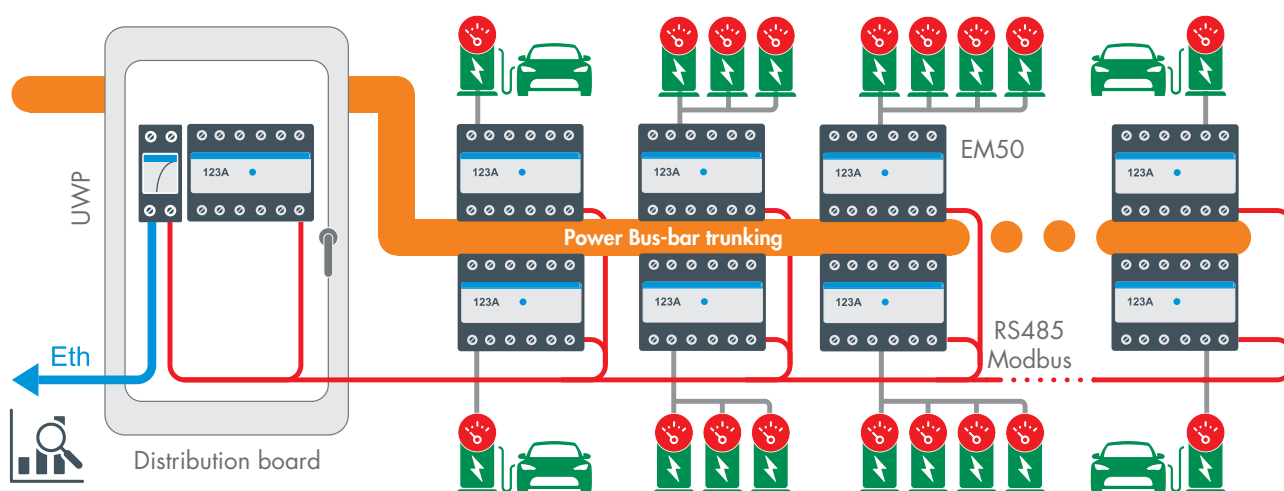 EM50
UWP
123A
123A
123A
123A
123A
Power Bus-bar trunking
123A
123A
123A
123A
RS485
Modbus
Eth
Distribution board